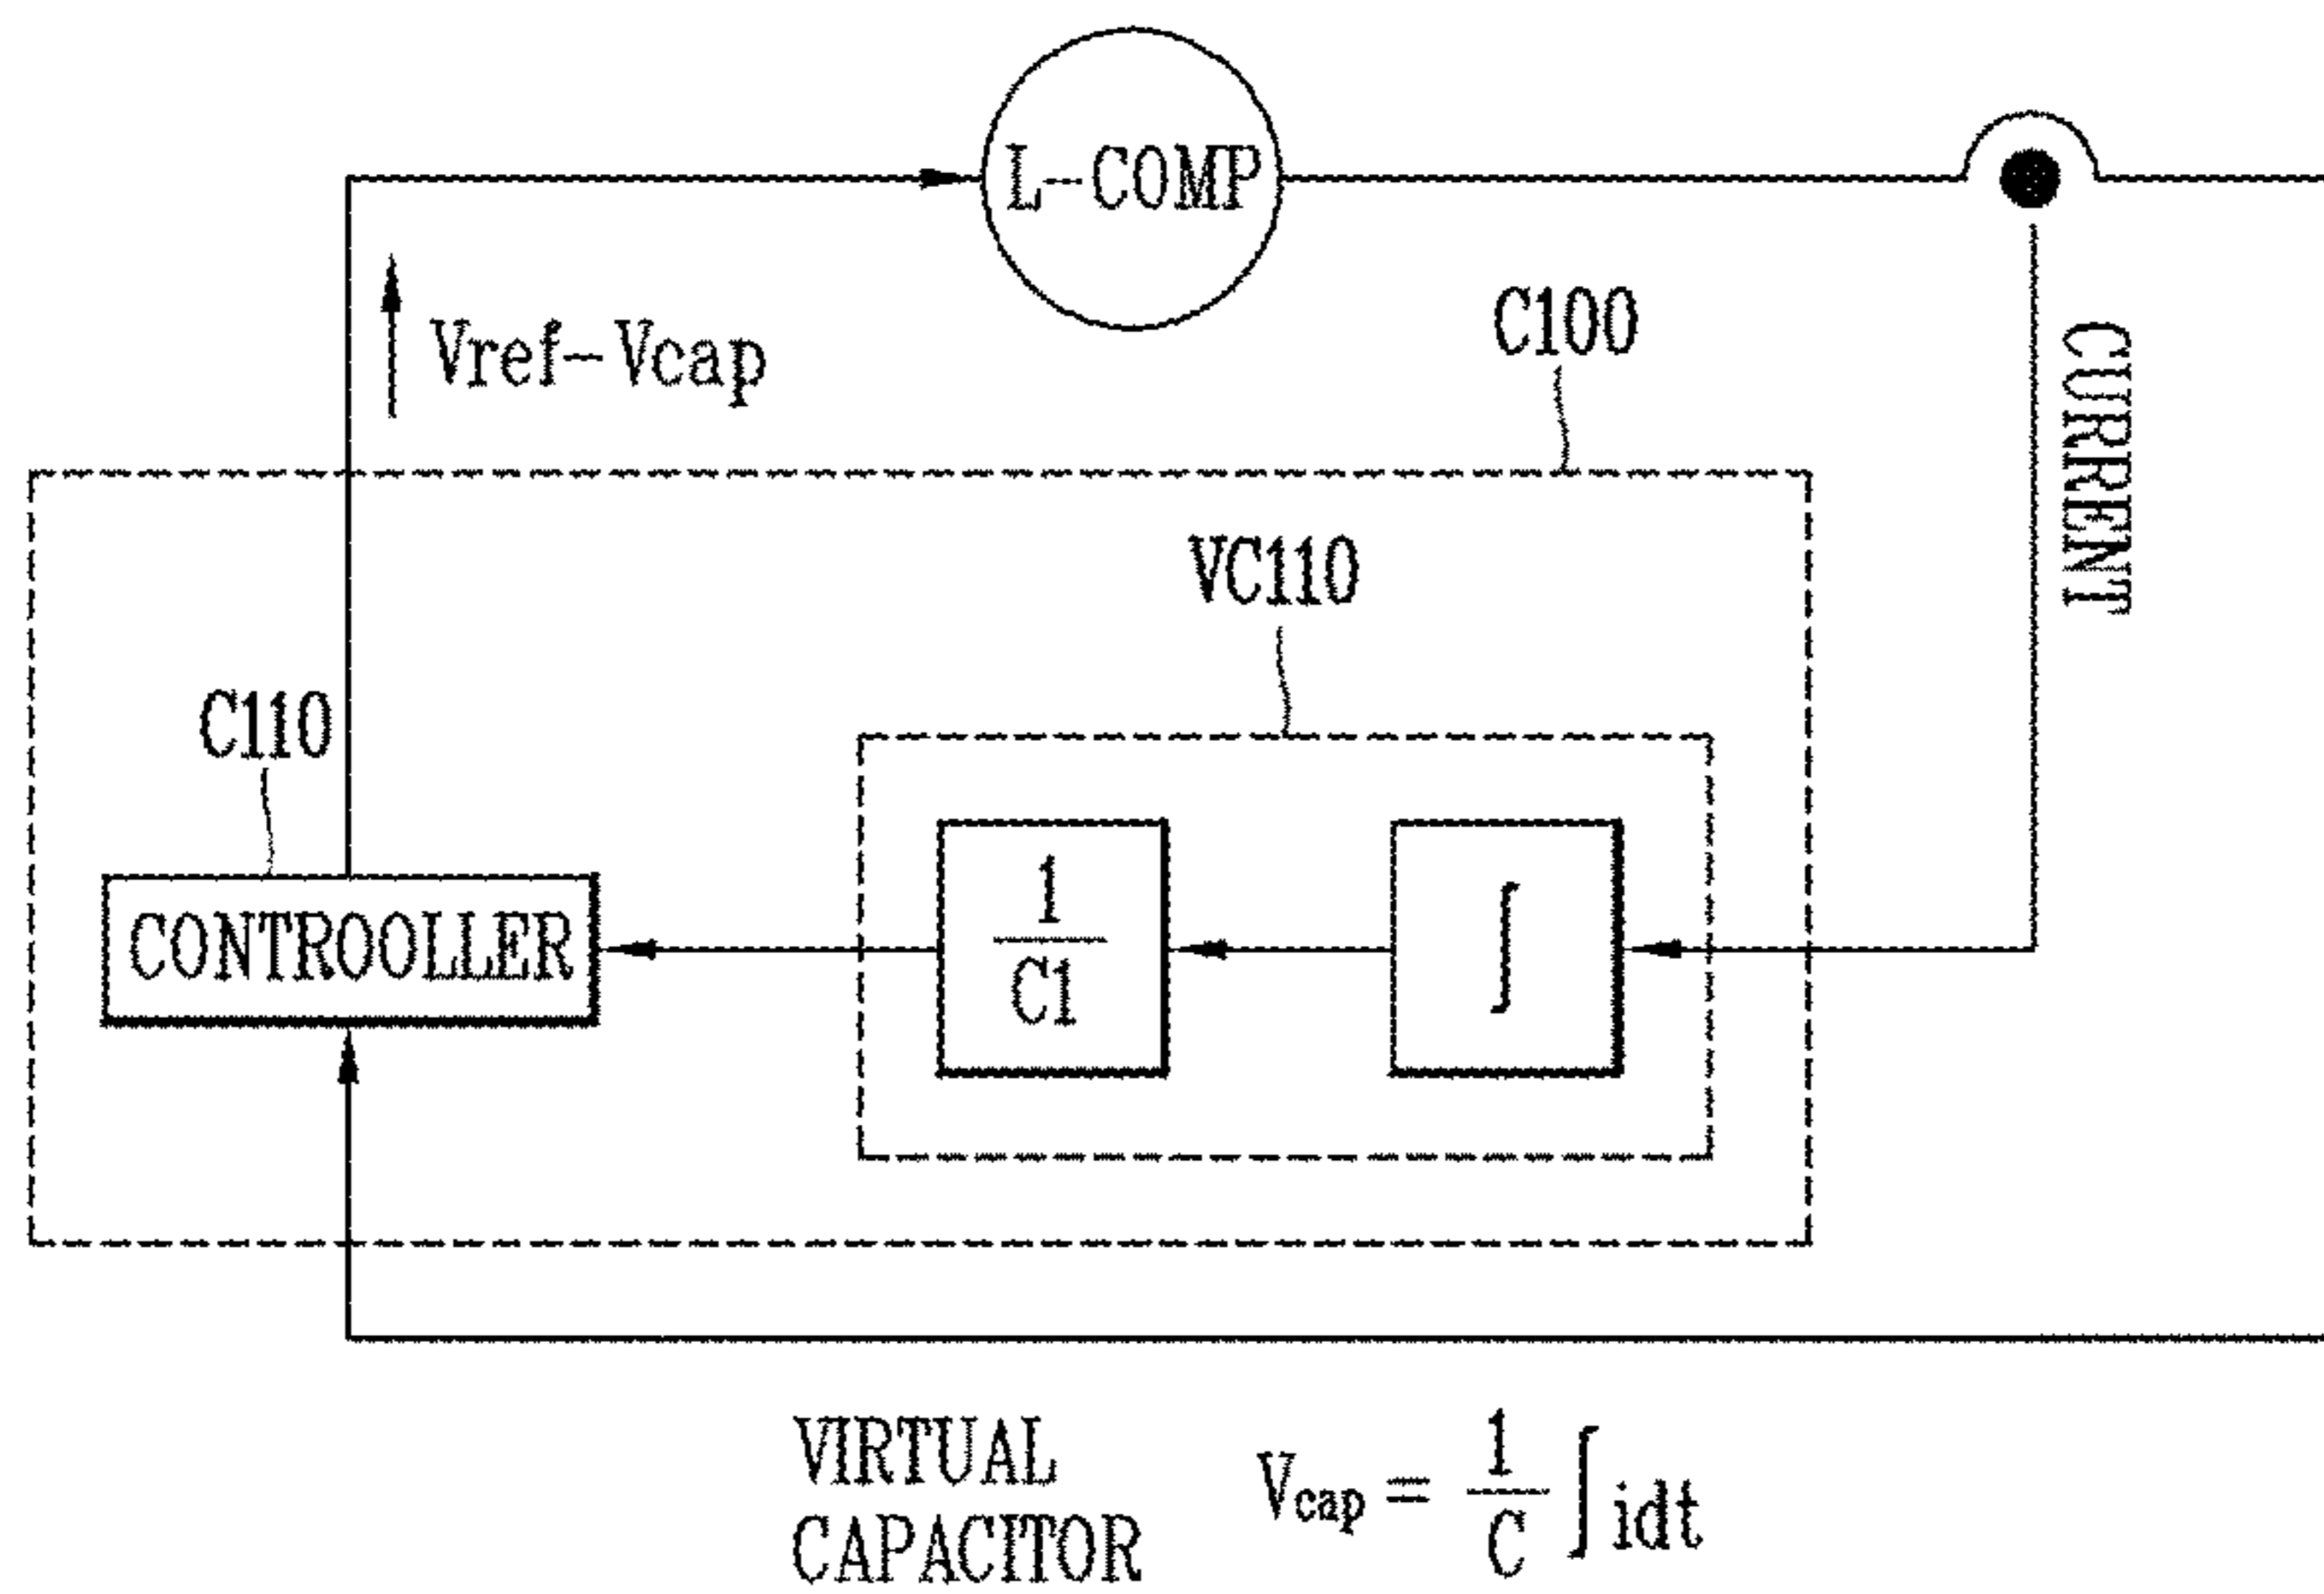 L-COMP
C100
Vref-Vcap
CURRENT
VC110
C110
CONTROOLLER
1
C1
∫
VIRTUAL
CAPACITOR
Vcap = 1/C ∫idt